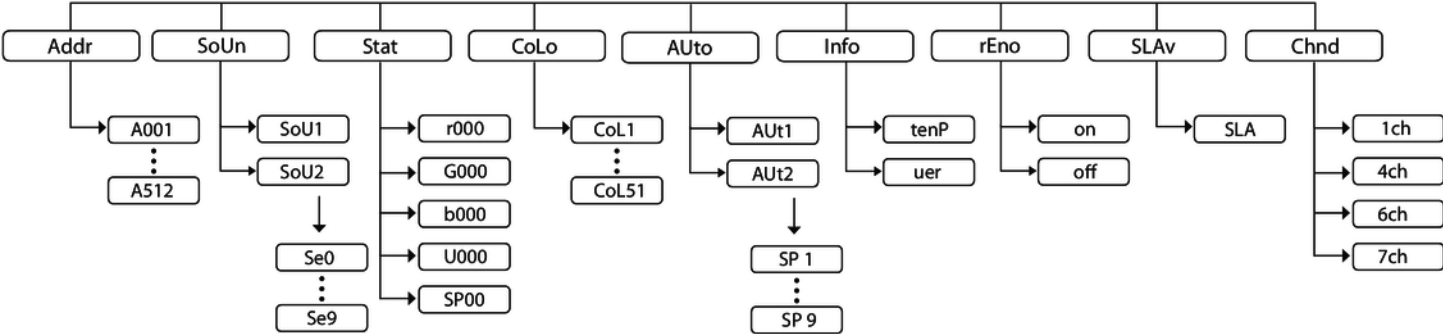 Addr SoUn Stat CoLo AUto Info rEno SLAv Chnd
A001 SoU1 r000 CoL1 AUt1 tenP on SLA 1ch
A512 SoU2 G000 CoL51 AUt2 uer off 4ch
b000 6ch
Se0 U000 SP 1 7ch
Se9 SP00 SP 9